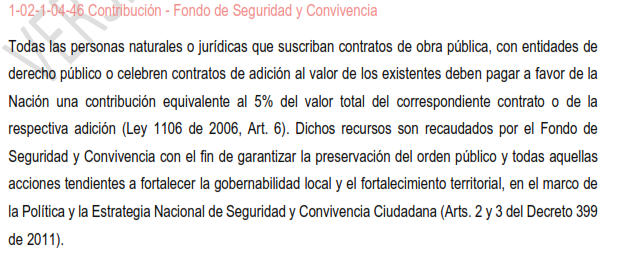 1-02-1-04-46 Contribución - Fondo de Seguridad y Convivencia
Todas las personas naturales o jurídicas que suscriban contratos de obra pública, con entidades de
derecho público o celebren contratos de adición al valor de los existentes deben pagar a favor de la
Nación una contribución equivalente al 5% del valor total del correspondiente contrato o de la
respectiva adición (Ley 1106 de 2006, Art. 6). Dichos recursos son recaudados por el Fondo de
Seguridad y Convivencia con el fin de garantizar la preservación del orden público y todas aquellas
acciones tendientes a fortalecer la gobernabilidad local y el fortalecimiento territorial, en el marco de
la Política y la Estrategia Nacional de Seguridad y Convivencia Ciudadana (Arts. 2 y 3 del Decreto 399
de 2011).